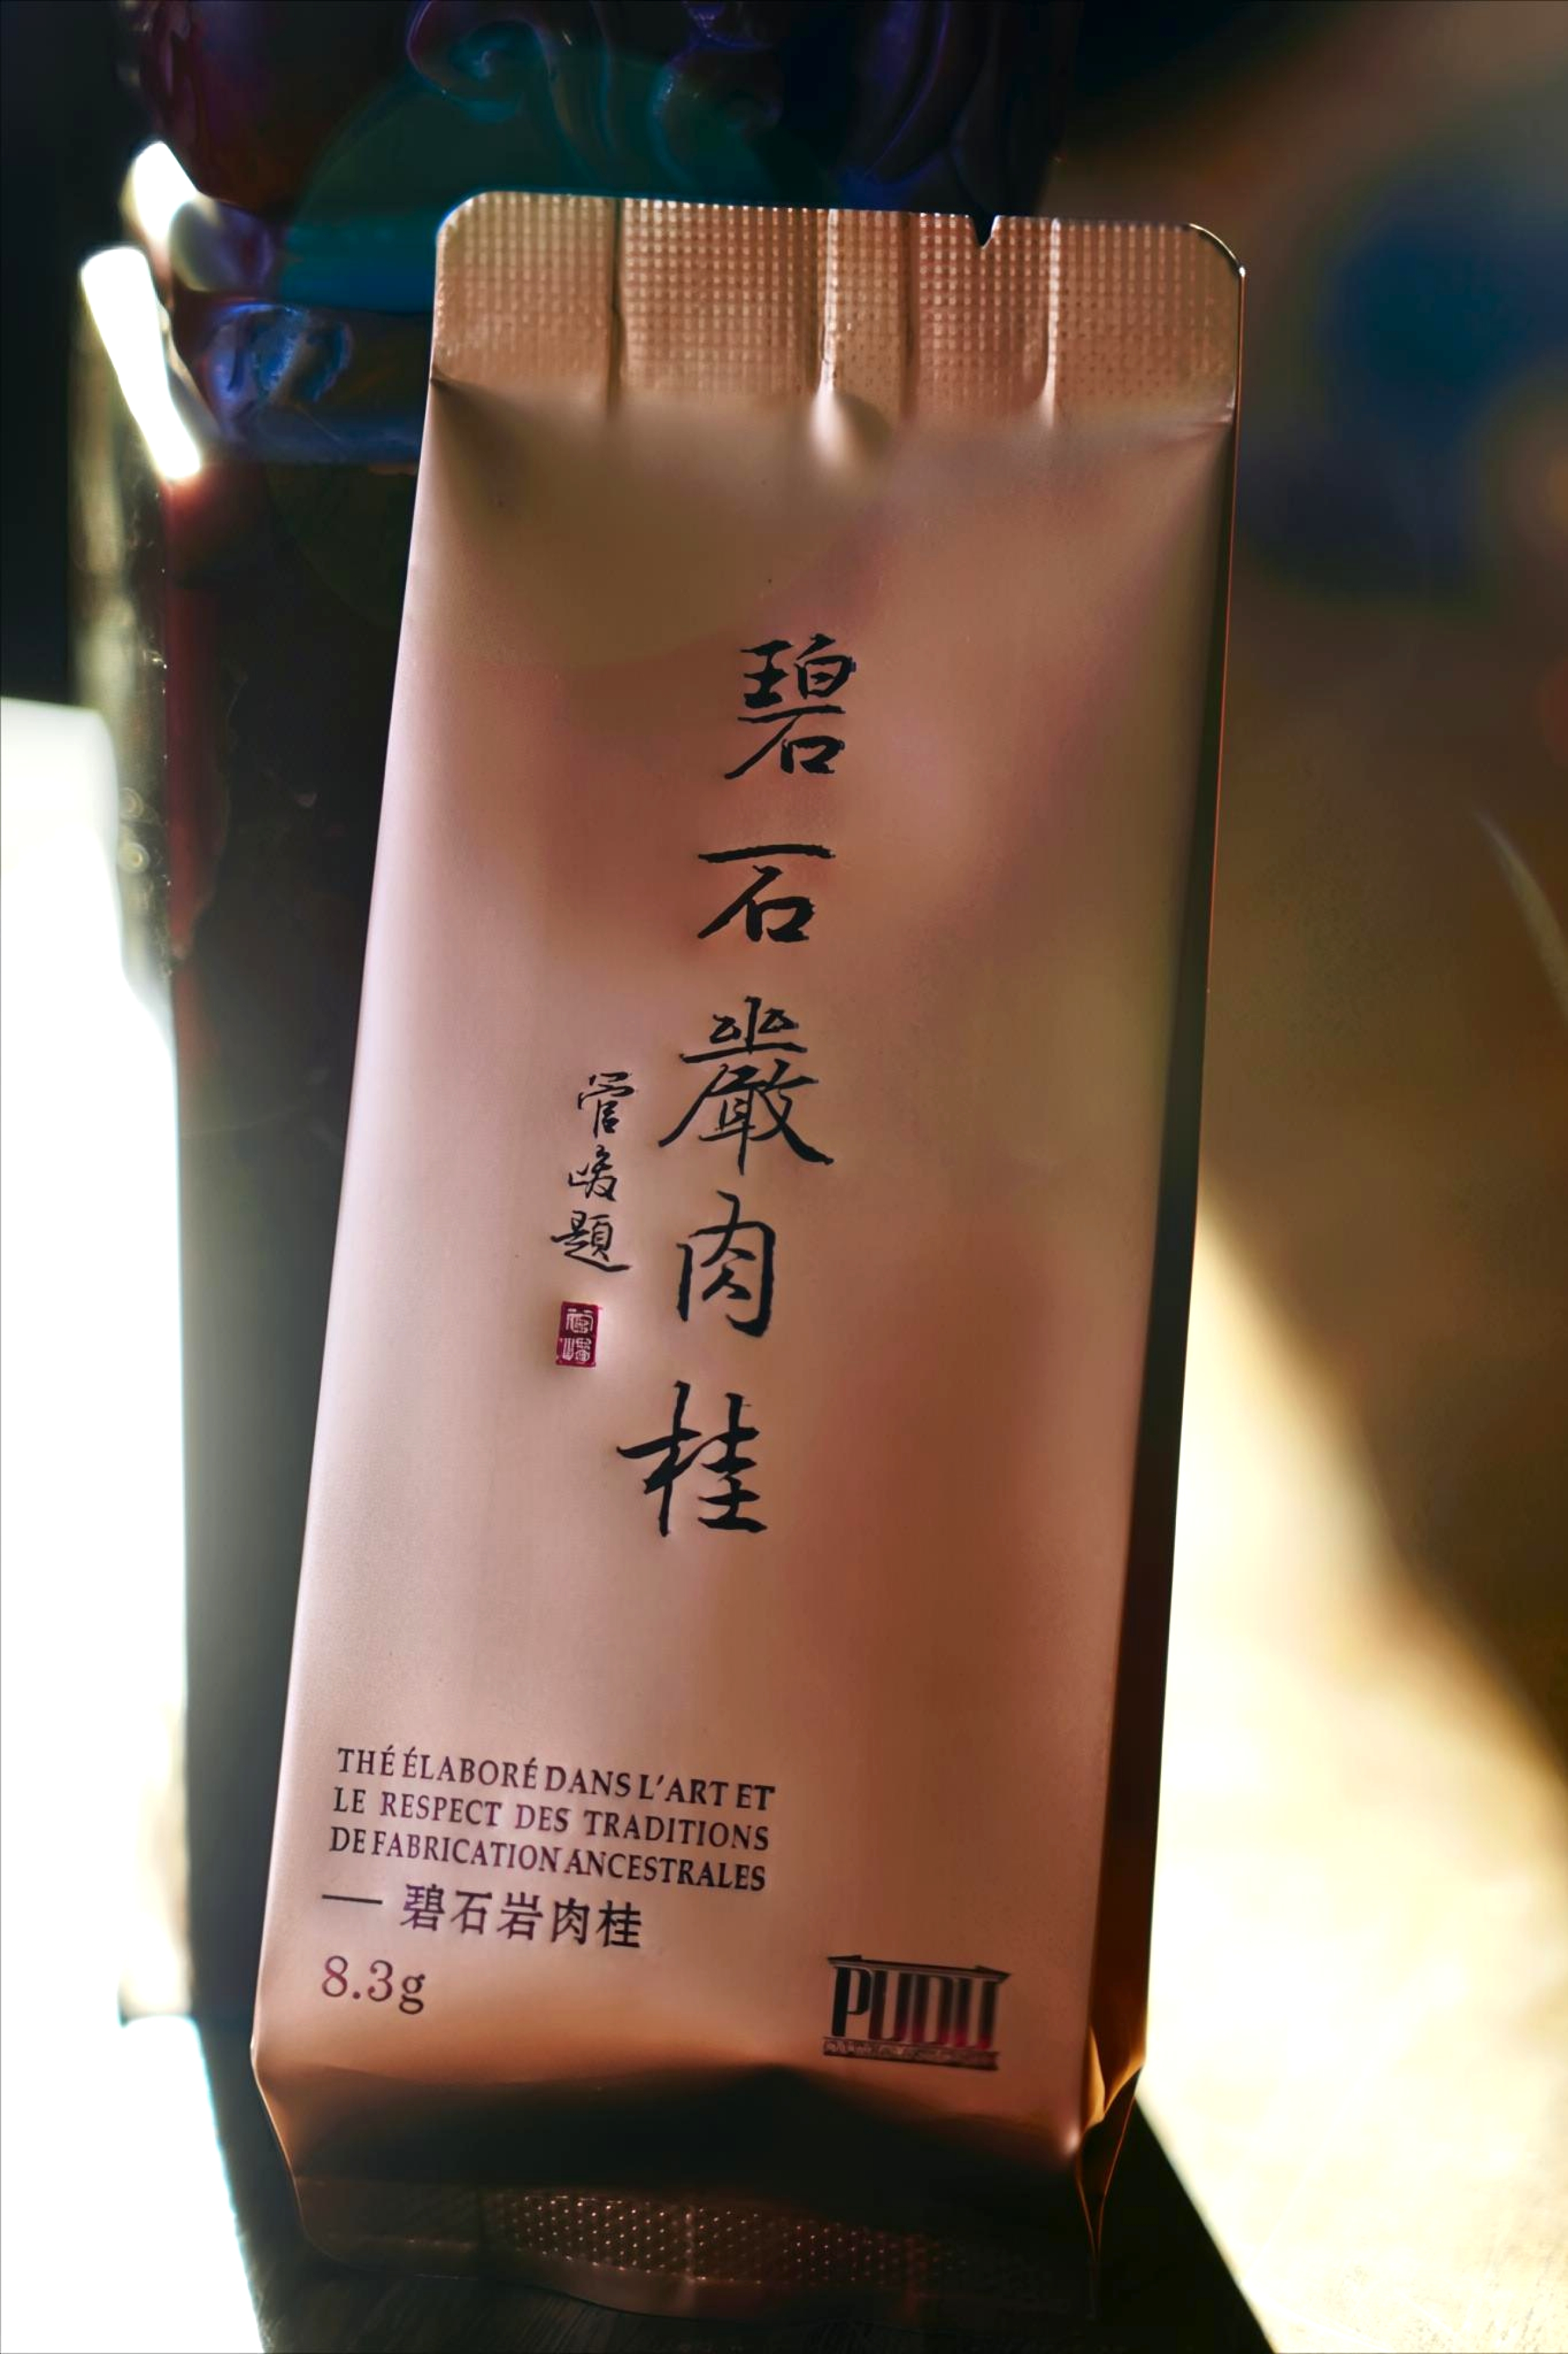 碧石巖肉桂
管峻題
THÉ ÉLABORÉ DANS L'ART ET
LE RESPECT DES TRADITIONS
DE FABRICATION ANCESTRALES
— 碧石岩肉桂
8.3g
PUDU